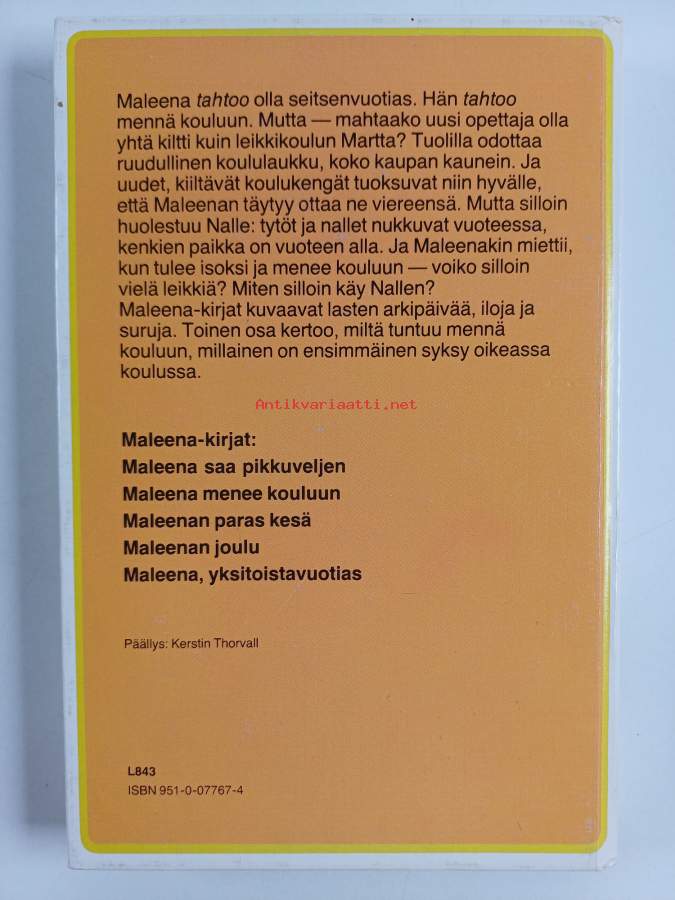 Maleena tahtoo olla seitsenvuotias. Hän tahtoo
mennä kouluun. Mutta — mahtaako uusi opettaja olla
yhtä kiltti kuin leikkikoulun Martta? Tuolilla odottaa
ruudullinen koululaukku, koko kaupan kaunein. Ja
uudet, kiiltävät koulukengät tuoksuvat niin hyvälle,
että Maleenan täytyy ottaa ne viereensä. Mutta silloin
huolestuu Nalle: tytöt ja nallet nukkuvat vuoteessa,
kenkien paikka on vuoteen alla. Ja Maleenakin miettii,
kun tulee isoksi ja menee kouluun — voiko silloin
vielä leikkiä? Miten silloin käy Nallen?
Maleena-kirjat kuvaavat lasten arkipäivää, iloja ja
suruja. Toinen osa kertoo, miltä tuntuu mennä
kouluun, millainen on ensimmäinen syksy oikeassa
koulussa.
Antikvariaatti.net
Maleena-kirjat:
Maleena saa pikkuveljen
Maleena menee kouluun
Maleenan paras kesä
Maleenan joulu
Maleena, yksitoistavuotias
Päällys: Kerstin Thorvall
L843
ISBN 951-0-07767-4